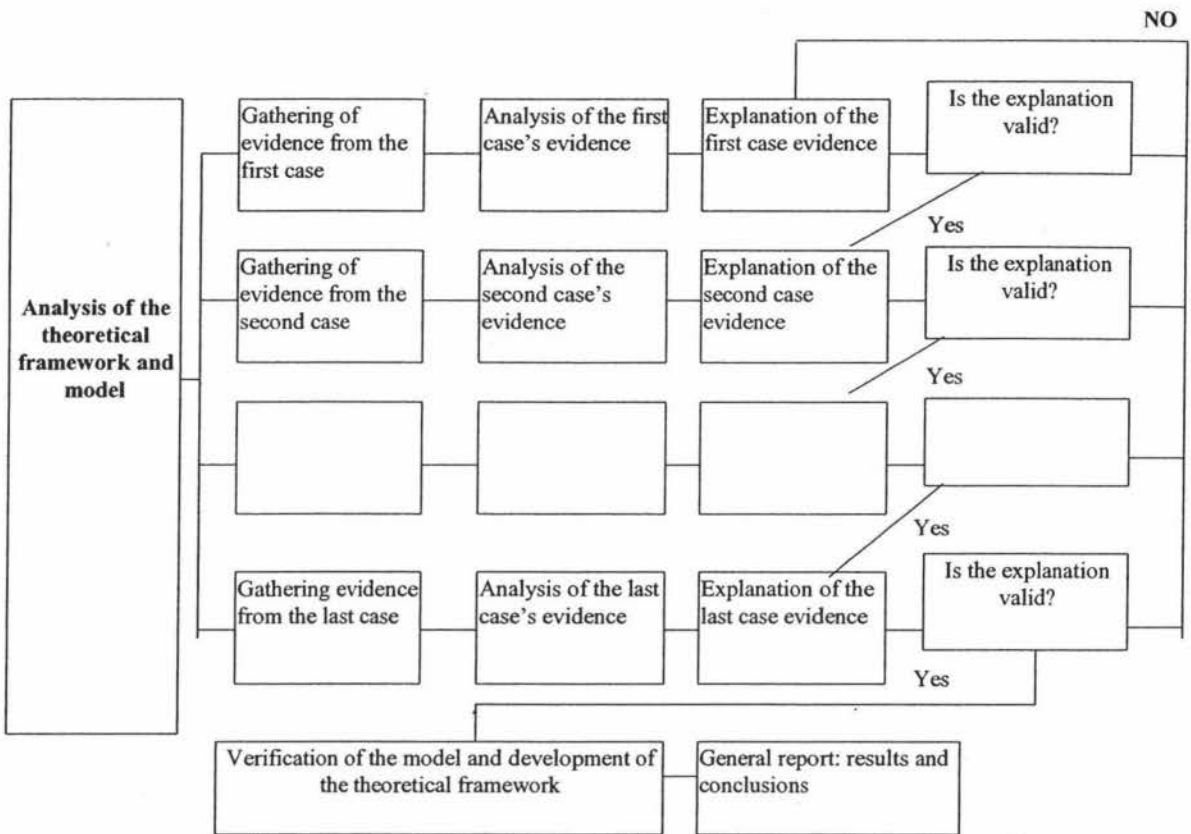 NO
Analysis of the
theoretical
framework and
model
Gathering of
evidence from the
first case
Analysis of the first
case's evidence
Explanation of the
first case evidence
Is the explanation
valid?
Yes
Gathering of
evidence from the
second case
Analysis of the
second case's
evidence
Explanation of the
second case
evidence
Is the explanation
valid?
Yes
Yes
Gathering evidence
from the last case
Analysis of the last
case's evidence
Explanation of the
last case evidence
Is the explanation
valid?
Yes
Verification of the model and development of
the theoretical framework
General report: results and
conclusions